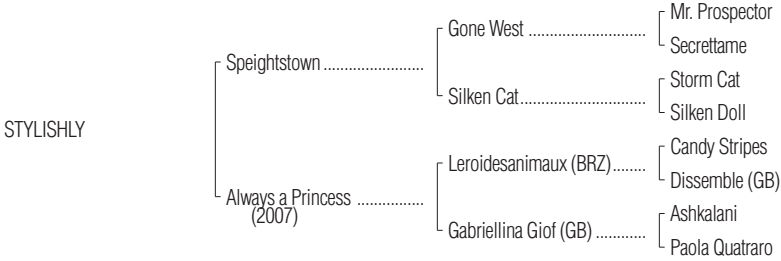 Mr. Prospector
Gone West ............................
Secrettame
Speightstown ........................
Storm Cat
Silken Cat..............................
Silken Doll
STYLISHLY
Candy Stripes
Leroidesanimaux (BRZ)........
Dissemble (GB)
Always a Princess ................
(2007)
Ashkalani
Gabriellina Giof (GB) ............
Paola Quatraro